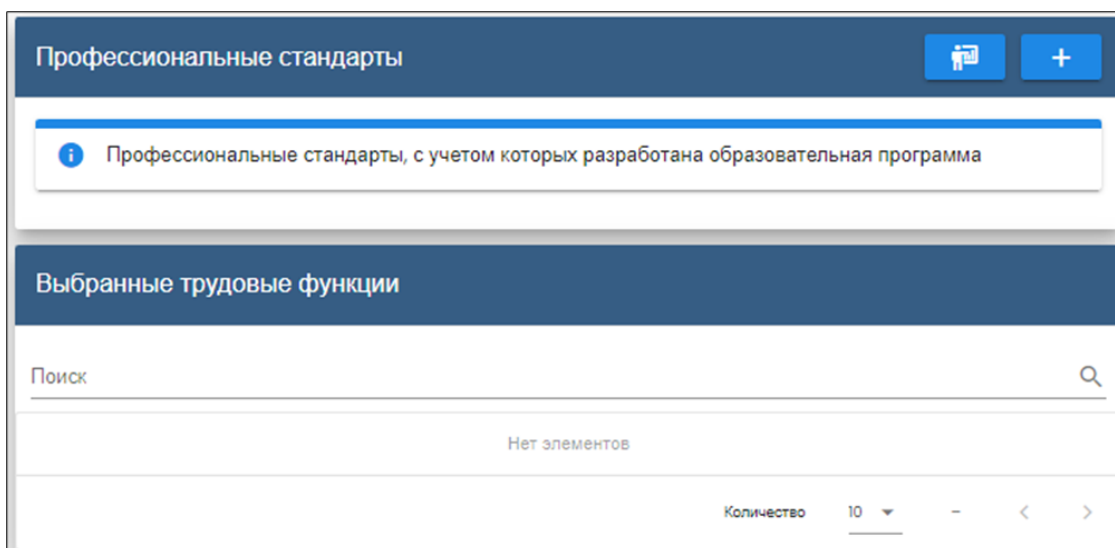 Профессиональные стандарты
+
Профессиональные стандарты, с учетом которых разработана образовательная программа
Выбранные трудовые функции
Поиск
Нет элементов
Количество 10 –